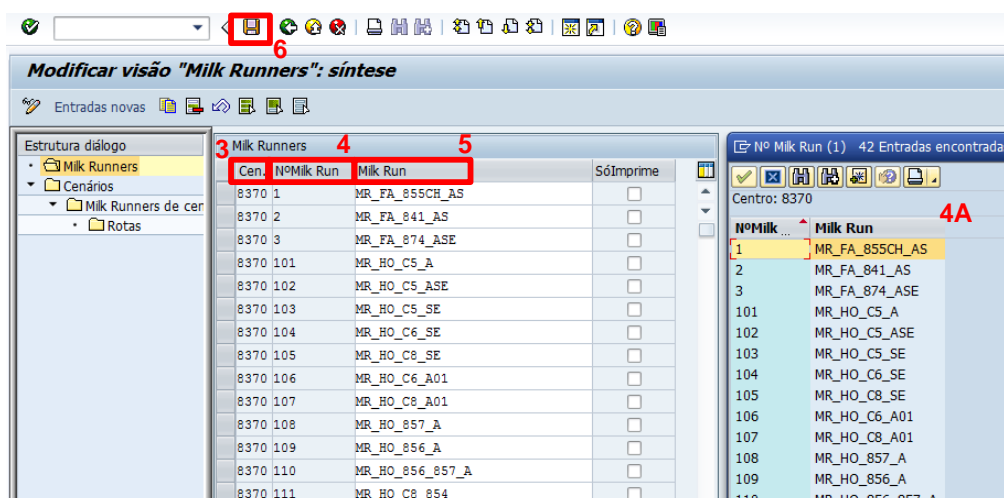 6
Modificar visão "Milk Runners": síntese
Entradas novas
Estrutura diálogo
Milk Runners
Cenários
Milk Runners de cer
Rotas
3 Milk Runners 4 5
Cen. NºMilk Run Milk Run SóImprime
8370 1 MR_FA_855CH_AS
8370 2 MR_FA_841_AS
8370 3 MR_FA_874_ASE
8370 101 MR_HO_C5_A
8370 102 MR_HO_C5_ASE
8370 103 MR_HO_C5_SE
8370 104 MR_HO_C6_SE
8370 105 MR_HO_C8_SE
8370 106 MR_HO_C6_A01
8370 107 MR_HO_C8_A01
8370 108 MR_HO_857_A
8370 109 MR_HO_856_A
8370 110 MR_HO_856_857_A
8370 111 MR_HO_C8_854
Nº Milk Run (1) 42 Entradas encontrada
Centro: 8370
4A
NºMilk ... Milk Run
1 MR_FA_855CH_AS
2 MR_FA_841_AS
3 MR_FA_874_ASE
101 MR_HO_C5_A
102 MR_HO_C5_ASE
103 MR_HO_C5_SE
104 MR_HO_C6_SE
105 MR_HO_C8_SE
106 MR_HO_C6_A01
107 MR_HO_C8_A01
108 MR_HO_857_A
109 MR_HO_856_A
110 MR_HO_856_857_A